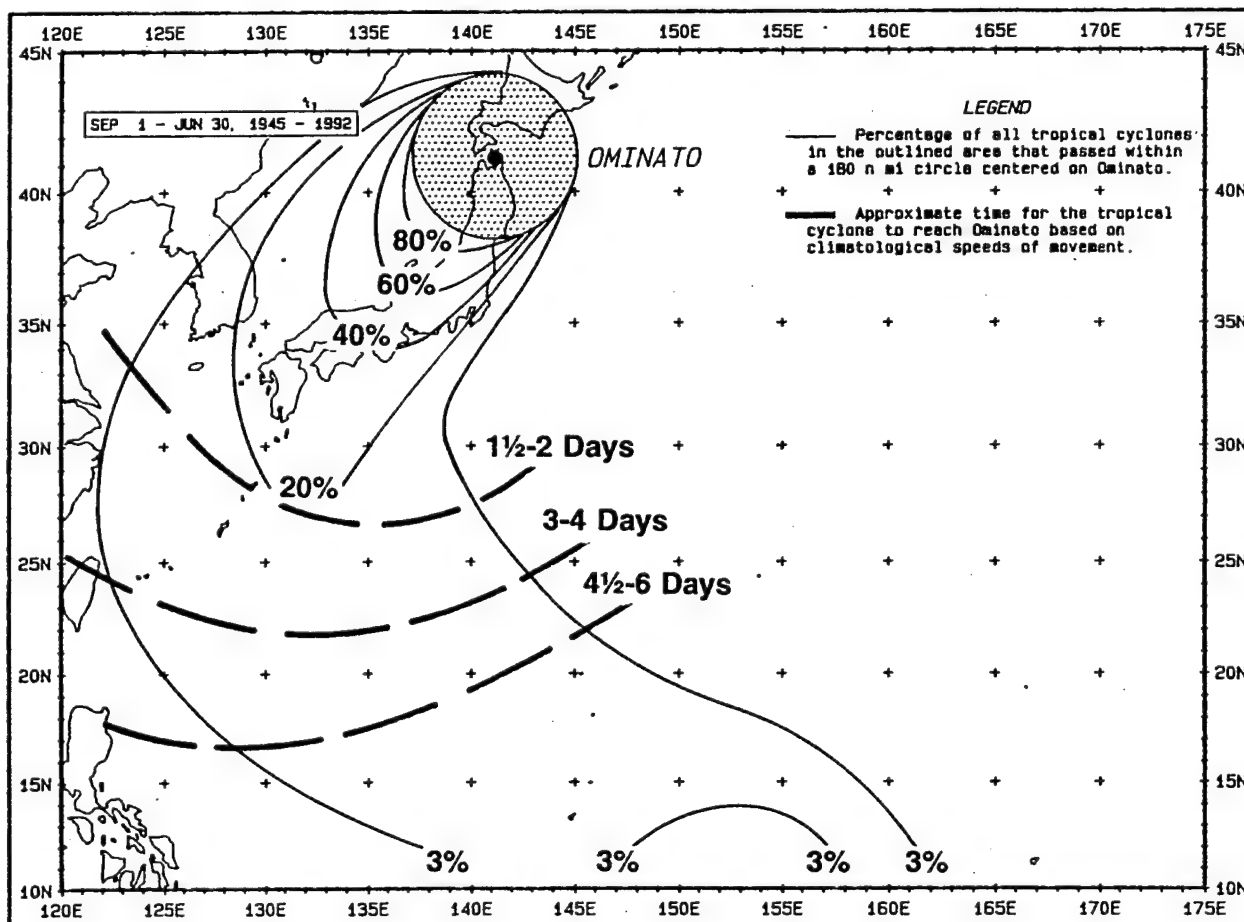 120E 125E 130E 135E 140E 145E 150E 155E 160E 165E 170E 175E
45N 45N
SEP 1 - JUN 30, 1945 - 1992
LEGEND
Percentage of all tropical cyclones
in the outlined area that passed within
a 180 n mi circle centered on Ominato.
OMINATO
40N 40N
Approximate time for the tropical
cyclone to reach Ominato based on
climatological speeds of movement.
80%
60%
40%
35N 35N
30N 30N
1½-2 Days
20%
3-4 Days
25N 25N
4½-6 Days
20N 20N
15N 15N
3% 3% 3% 3%
10N 10N
120E 125E 130E 135E 140E 145E 150E 155E 160E 165E 170E 175E